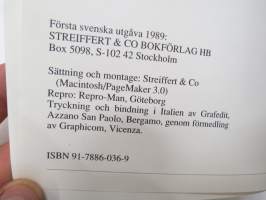 Första svenska utgåva 1989:
STREIFFERT & CO BOKFÖRLAG HB
Box 5098, S-102 42 Stockholm
Sättning och montage: Streiffert & Co
(Macintosh/PageMaker 3.0)
Repro: Repro-Man, Göteborg
Tryckning och bindning i Italien av Grafedit,
Azzano San Paolo, Bergamo, genom förmedling
av Graphicom, Vicenza.
ISBN 91-7886-036-9